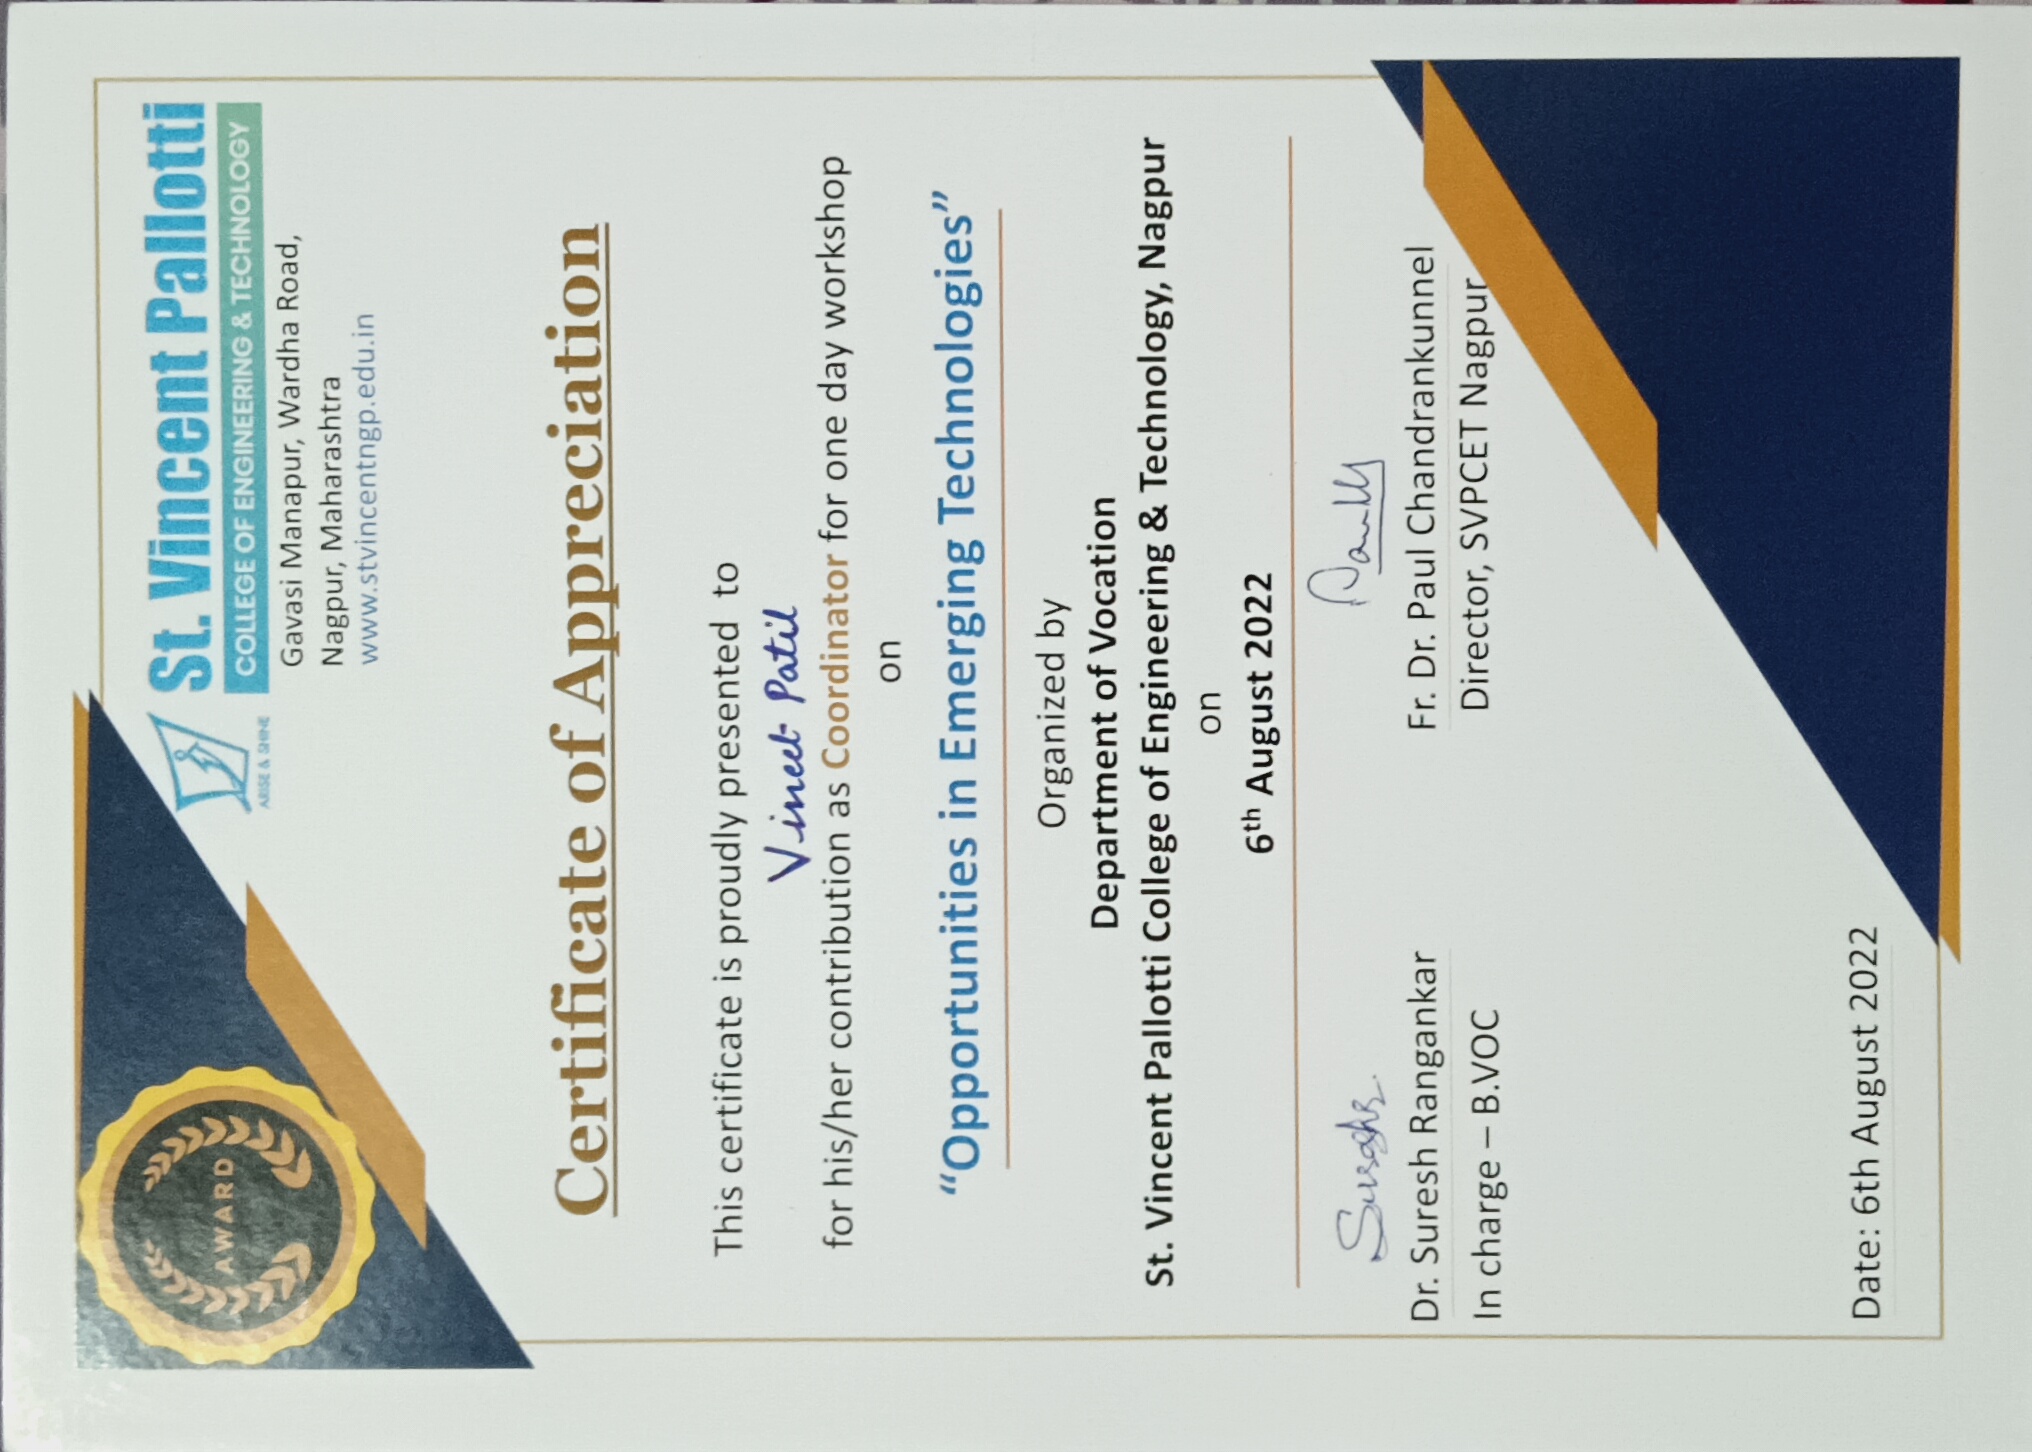 AWARD
ARISE & SHINE
St. Vincent Pallotti
COLLEGE OF ENGINEERING & TECHNOLOGY
Gavasi Manapur, Wardha Road,
Nagpur, Maharashtra
www.stvincentngp.edu.in
Certificate of Appreciation
This certificate is proudly presented to
Vineet Patil
for his/her contribution as Coordinator for one day workshop
on
“Opportunities in Emerging Technologies”
Organized by
Department of Vocation
St. Vincent Pallotti College of Engineering & Technology, Nagpur
on
6th August 2022
Dr. Suresh Rangankar
In charge – B.VOC
Fr. Dr. Paul Chandrankunnel
Director, SVPCET Nagpur
Date: 6th August 2022